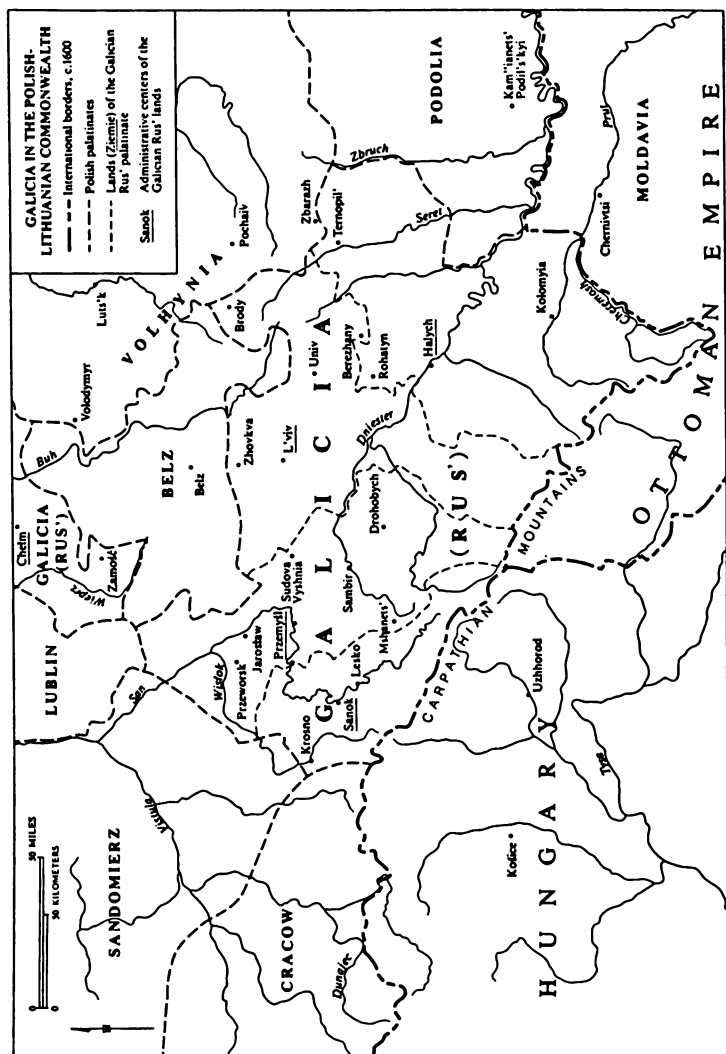 GALICIA IN THE POLISH-
LITHUANIAN COMMONWEALTH
International borders, c.1600
Polish palatinates
Lands (Ziemie) of the Galician
Rus' palatinate
Sanok
Administrative centers of the
Galician Rus' lands
50 MILES
50 KILOMETERS
0
0
SANDOMIERZ
LUBLIN
Chełm
GALICIA
(RUS')
Wieprz
Zamość
Buh
Volodymyr
Luts'k
VOLHYNIA
BELZ
Belz
Zhovkva
Brody
Pochaiv
Zbarazh
Ternopil'
Vistula
San
Wisłok
Przeworsk
Jarosław
Przemyśl
Sudova
Vyshnia
L'viv
Univ
Berezhany
Rohatyn
Seret
Zbruch
PODOLIA
Kam"ianets'
Podil's'kyi
CRACOW
Krosno
Sanok
Lesko
Sambir
Mshanets'
Drohobych
GALICIA
(RUS')
Dniester
Halych
Kolomyia
Chernivtsi
Prut
MOLDAVIA
Cheremosh
CARPATHIAN MOUNTAINS
Košice
Uzhhorod
HUNGARY
OTTOMAN EMPIRE